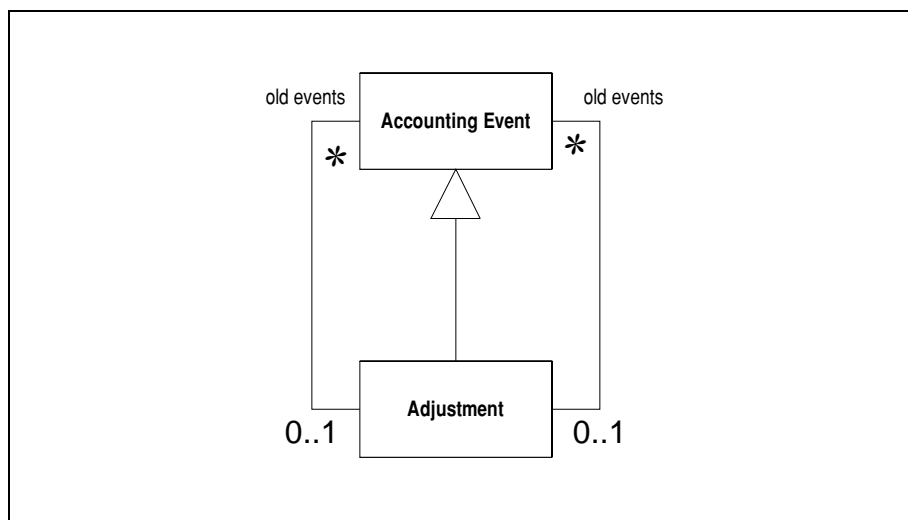 old events
Accounting Event
old events
*
*
Adjustment
0..1
0..1